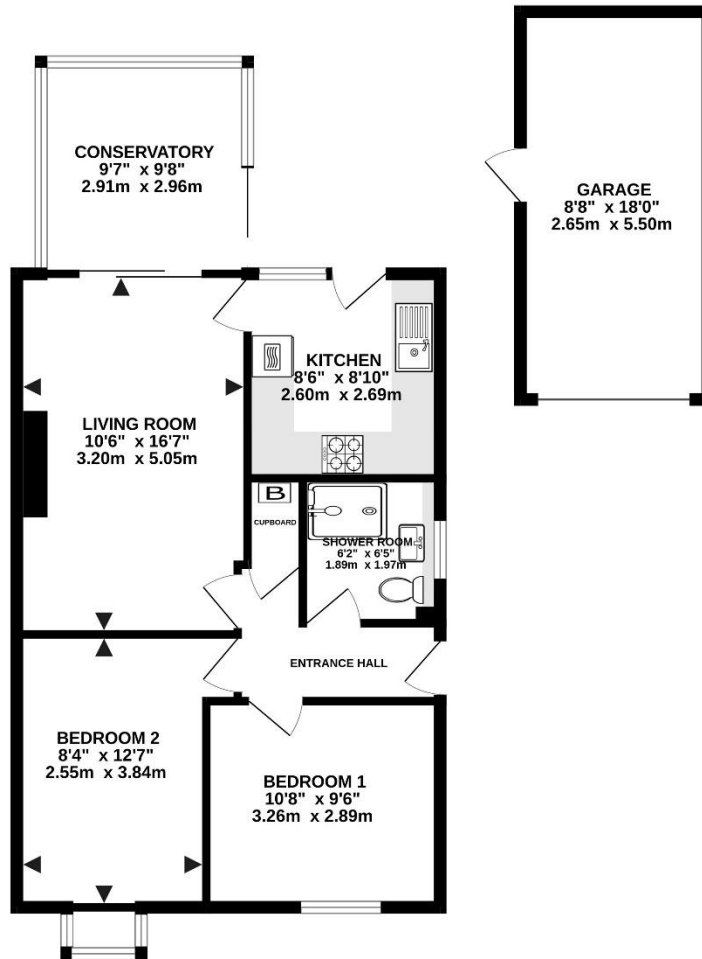 CONSERVATORY
9'7" x 9'8"
2.91m x 2.96m
GARAGE
8'8" x 18'0"
2.65m x 5.50m
KITCHEN
8'6" x 8'10"
2.60m x 2.69m
LIVING ROOM
10'6" x 16'7"
3.20m x 5.05m
B
CUPBOARD
SHOWER ROOM
6'2" x 6'5"
1.89m x 1.97m
ENTRANCE HALL
BEDROOM 2
8'4" x 12'7"
2.55m x 3.84m
BEDROOM 1
10'8" x 9'6"
3.26m x 2.89m